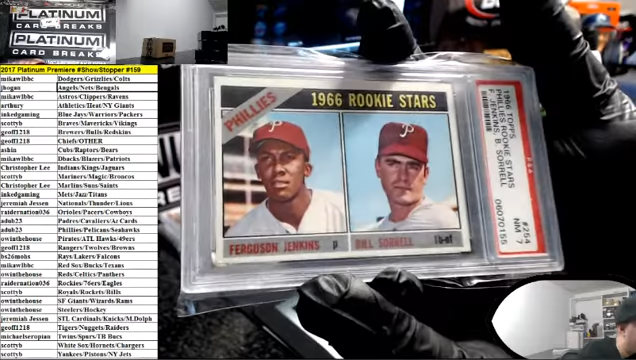 PLATINUM
CARD BREAKS
PLATINUM
CARD BREAKS
2017 Platinum Premiere #ShowStopper #159
mikawlbbc Dodgers/Grizzlies/Colts
jhogan Angels/Nets/Bengals
mikawlbbc Astros/Clippers/Ravens
arthury Athletics/Heat/NY Giants
inkedgaming Blue Jays/Warriors/Packers
scottyb Braves/Mavericks/Vikings
geoff1218 Brewers/Bulls/Redskins
geoff1218 Chiefs/OTHER
ashin Cubs/Raptors/Bears
mikawlbbc Dbacks/Blazers/Patriots
Christopher Lee Indians/Kings/Jaguars
scottyb Mariners/Magic/Broncos
Christopher Lee Marlins/Suns/Saints
inkedgaming Mets/Jazz/Titans
jeremiah Jessen Nationals/Thunder/Lions
raidernation036 Orioles/Pacers/Cowboys
adub23 Padres/Cavaliers/Az Cards
adub23 Phillies/Pelicans/Seahawks
owinthehouse Pirates/ATL Hawks/49ers
geoff1218 Rangers/Twolves/Browns
bs26mohs Rays/Lakers/Falcons
mikawlbbc Red Sox/Bucks/Texans
owinthehouse Reds/Celtics/Panthers
raidernation036 Rockies/76ers/Eagles
scottyb Royals/Rockets/Hills
owinthehouse SF Giants/Wizards/Rams
owinthehouse Steelers/Hockey
jeremiah Jessen STL Cardinals/Knicks/M.Dolph
geoff1218 Tigers/Nuggets/Raiders
michaelseropian Twins/Spurs/TB Bucs
scottyb White Sox/Hornets/Chargers
scottyb Yankees/Pistons/NY Jets
PHILLIES
1966 ROOKIE STARS
FERGUSON JENKINS p
BILL SORRELL 1b-of
1966 TOPPS
PHILLIES ROOKIE STARS
F. JENKINS, B. SORRELL
06070155
PSA
#254
NM 7